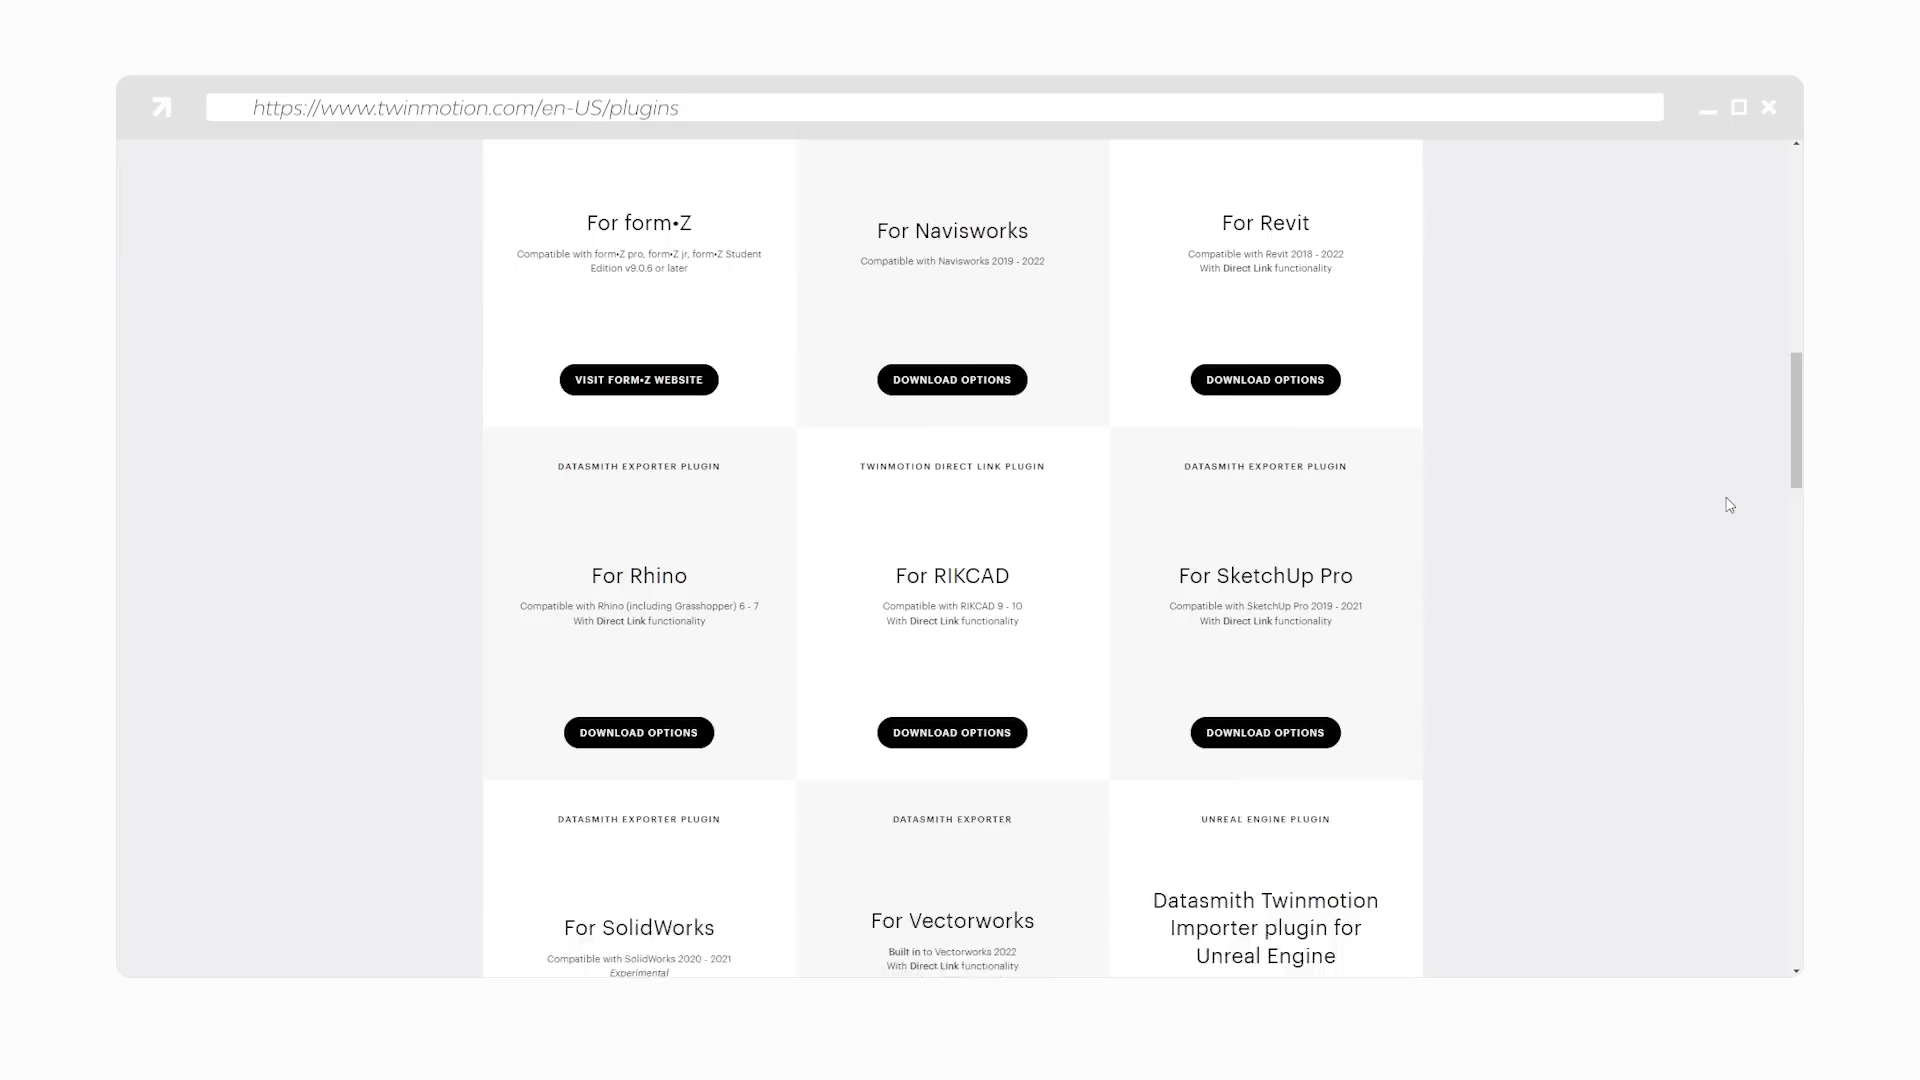 https://www.twinmotion.com/en-US/plugins
For form•Z
Compatible with form•Z pro, form•Z jr, form•Z Student
Edition v9.0.6 or later
VISIT FORM•Z WEBSITE
For Navisworks
Compatible with Navisworks 2019 - 2022
DOWNLOAD OPTIONS
For Revit
Compatible with Revit 2018 - 2022
With Direct Link functionality
DOWNLOAD OPTIONS
DATASMITH EXPORTER PLUGIN
For Rhino
Compatible with Rhino (including Grasshopper) 6 - 7
With Direct Link functionality
DOWNLOAD OPTIONS
TWINMOTION DIRECT LINK PLUGIN
For RIKCAD
Compatible with RIKCAD 9 - 10
With Direct Link functionality
DOWNLOAD OPTIONS
DATASMITH EXPORTER PLUGIN
For SketchUp Pro
Compatible with SketchUp Pro 2019 - 2021
With Direct Link functionality
DOWNLOAD OPTIONS
DATASMITH EXPORTER PLUGIN
For SolidWorks
Compatible with SolidWorks 2020 - 2021
Experimental
DATASMITH EXPORTER
For Vectorworks
Built in to Vectorworks 2022
With Direct Link functionality
UNREAL ENGINE PLUGIN
Datasmith Twinmotion
Importer plugin for
Unreal Engine